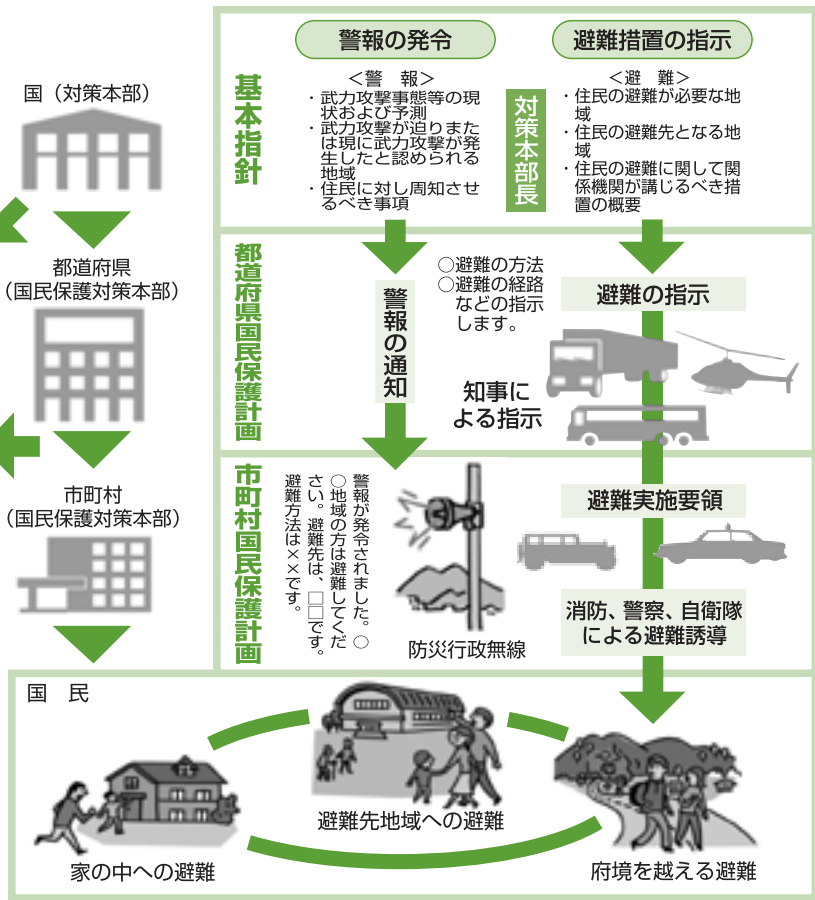 国（対策本部）
都道府県
（国民保護対策本部）
市町村
（国民保護対策本部）
基本指針
警報の発令
＜警　報＞
・武力攻撃事態等の現
状および予測
・武力攻撃が迫りまた
は現に武力攻撃が発
生したと認められる
地域
・住民に対し周知させ
るべき事項
対策本部長
避難措置の指示
＜避　難＞
・住民の避難が必要な地
域
・住民の避難先となる地
域
・住民の避難に関して関
係機関が講じるべき措
置の概要
都道府県国民保護計画
警報の通知
○避難の方法
○避難の経路
などの指示
します。
知事に
よる指示
避難の指示
市町村国民保護計画
警報が発令されました。○
○地域の方は避難してくだ
さい。避難先は、□□です。
避難方法は××です。
防災行政無線
避難実施要領
消防、警察、自衛隊
による避難誘導
国　民
家の中への避難
避難先地域への避難
府境を越える避難